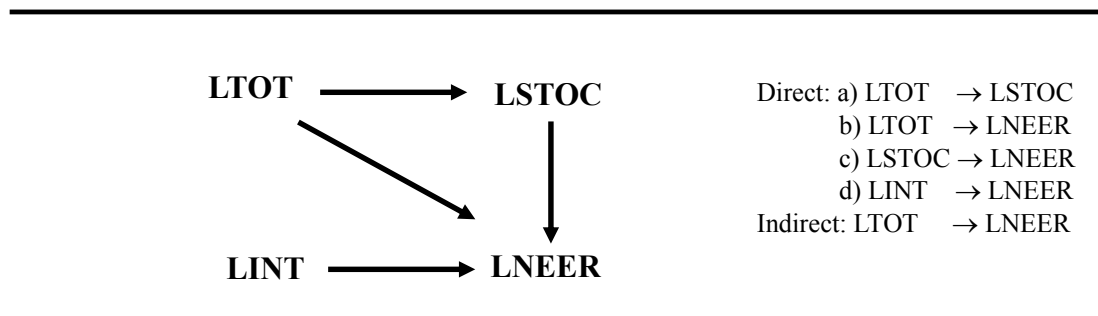 LTOT
LSTOC
LINT
LNEER
Direct: a) LTOT → LSTOC
b) LTOT → LNEER
c) LSTOC → LNEER
d) LINT → LNEER
Indirect: LTOT → LNEER